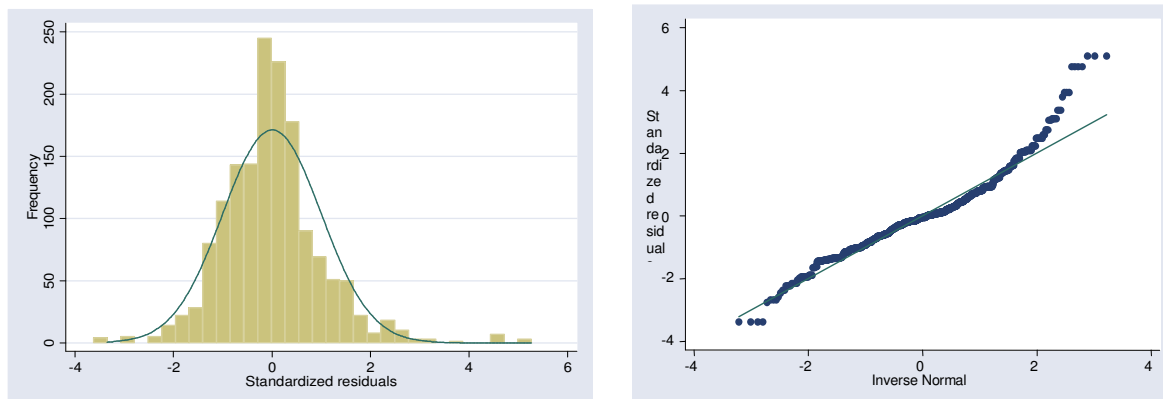 250
200
150
100
50
0
Frequency
-4
-2
0
2
4
6
Standardized residuals
6
4
2
0
-2
-4
St
an
da
rdi
ze
d
re
sid
ual
-
-4
-2
0
2
4
Inverse Normal